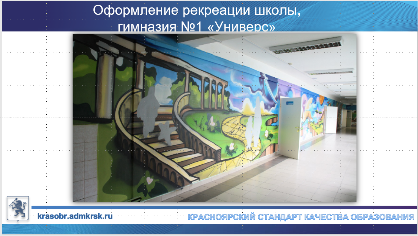 Оформление рекреации школы,
гимназия №1 «Универс»
krasobr.admkrsk.ru
КРАСНОЯРСКИЙ СТАНДАРТ КАЧЕСТВА ОБРАЗОВАНИЯ